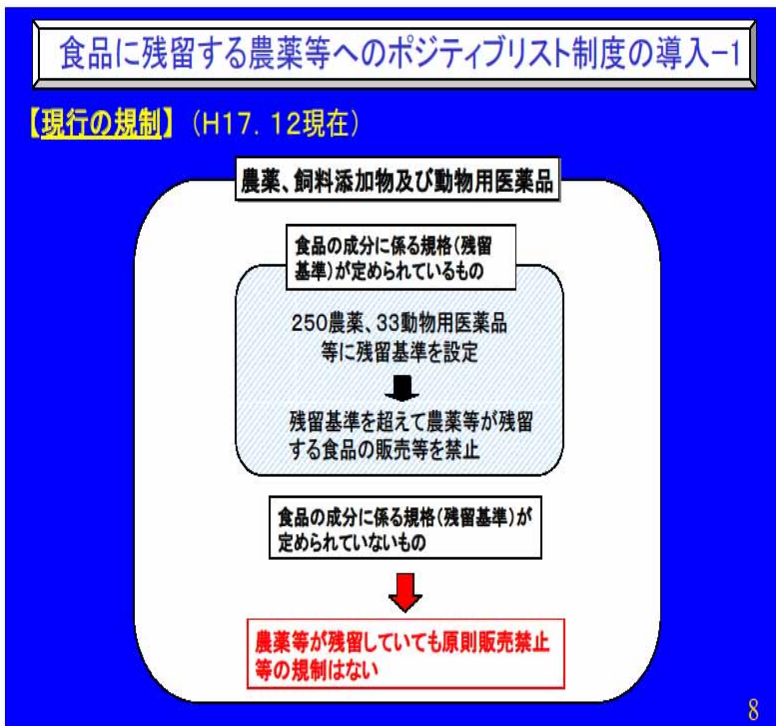 食品に残留する農薬等へのポジティブリスト制度の導入−1
【現行の規制】（H17．12現在）
農薬、飼料添加物及び動物用医薬品
食品の成分に係る規格（残留
基準）が定められているもの
250農薬、33動物用医薬品
等に残留基準を設定
残留基準を超えて農薬等が残留
する食品の販売等を禁止
食品の成分に係る規格（残留基準）が
定められていないもの
農薬等が残留していても原則販売禁止
等の規制はない
8